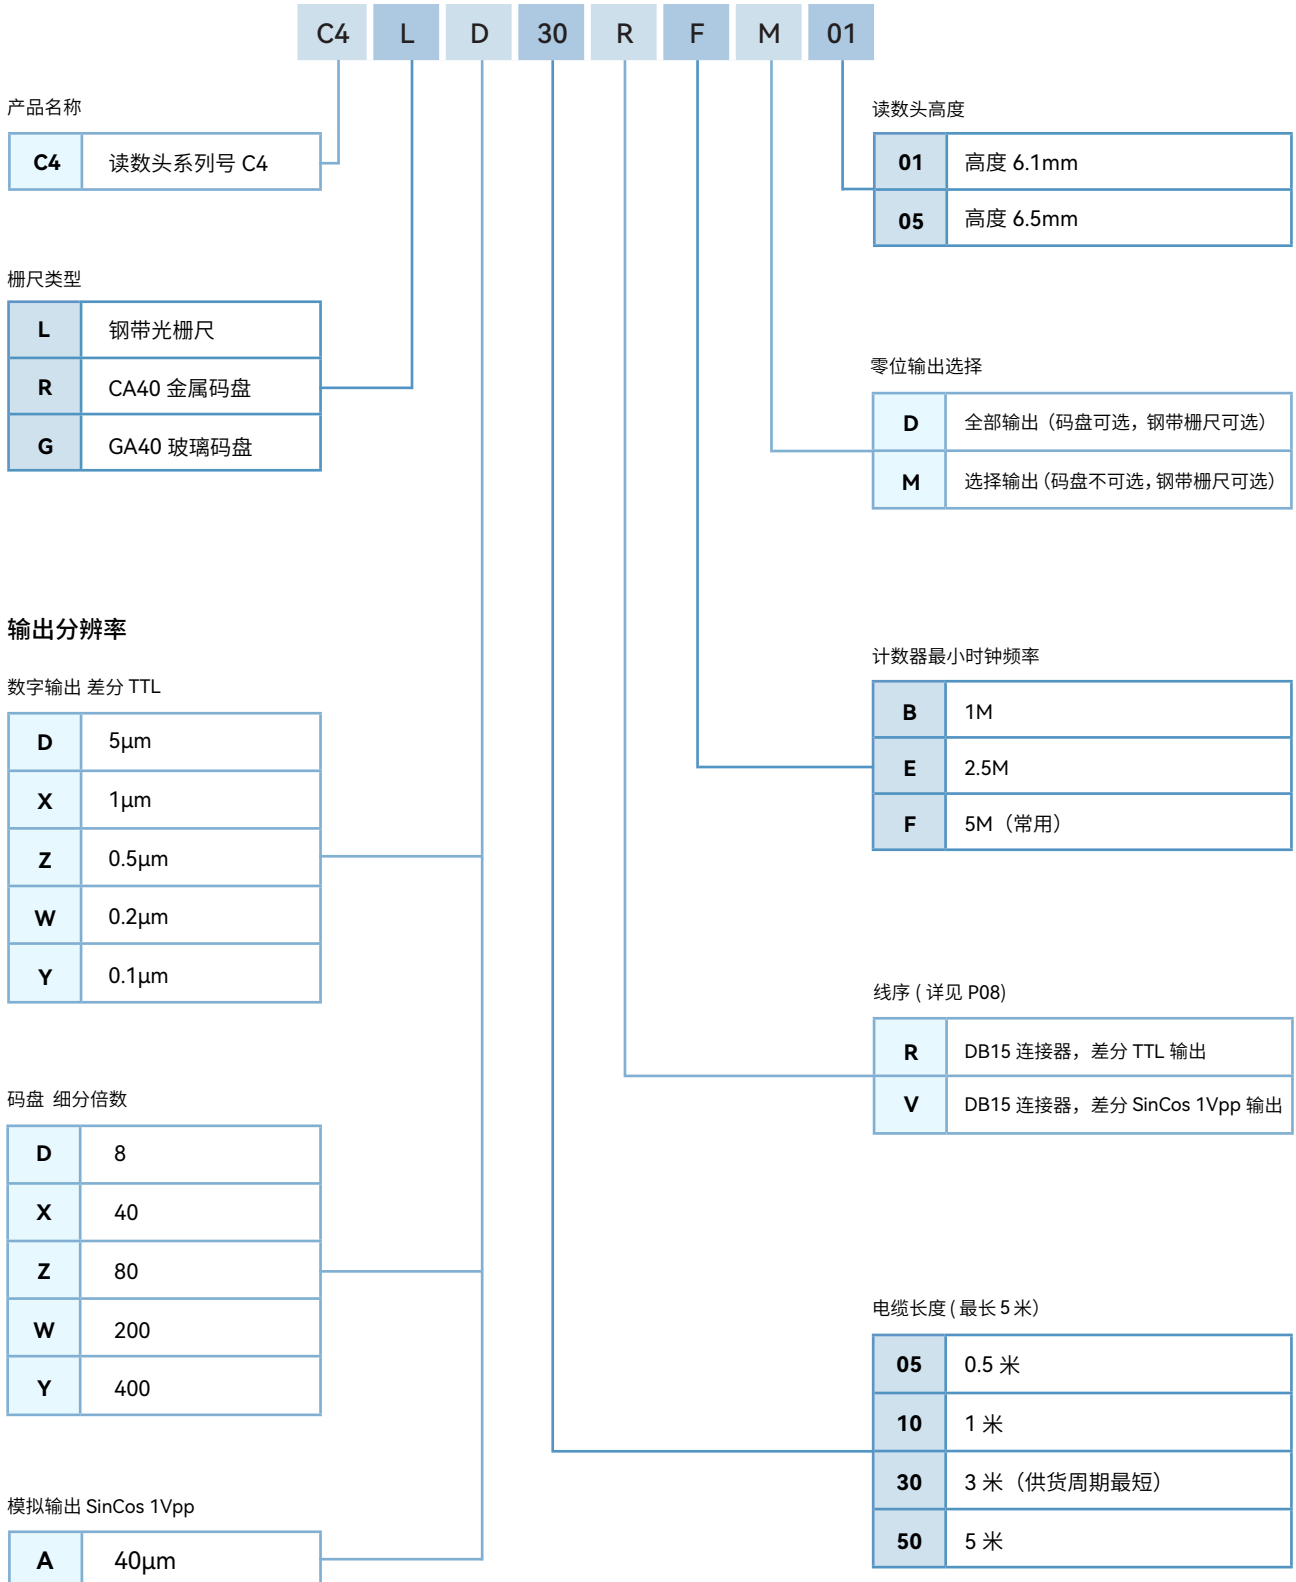 C4 L D 30 R F M 01
产品名称
C4 读数头系列号 C4
栅尺类型
L 钢带光栅尺
R CA40 金属码盘
G GA40 玻璃码盘
输出分辨率
数字输出 差分 TTL
D 5μm
X 1μm
Z 0.5μm
W 0.2μm
Y 0.1μm
码盘 细分倍数
D 8
X 40
Z 80
W 200
Y 400
模拟输出 SinCos 1Vpp
A 40μm
读数头高度
01 高度 6.1mm
05 高度 6.5mm
零位输出选择
D 全部输出（码盘可选，钢带栅尺可选）
M 选择输出（码盘不可选，钢带栅尺可选）
计数器最小时钟频率
B 1M
E 2.5M
F 5M（常用）
线序 ( 详见 P08)
R DB15 连接器，差分 TTL 输出
V DB15 连接器，差分 SinCos 1Vpp 输出
电缆长度 ( 最长 5 米）
05 0.5 米
10 1 米
30 3 米（供货周期最短）
50 5 米